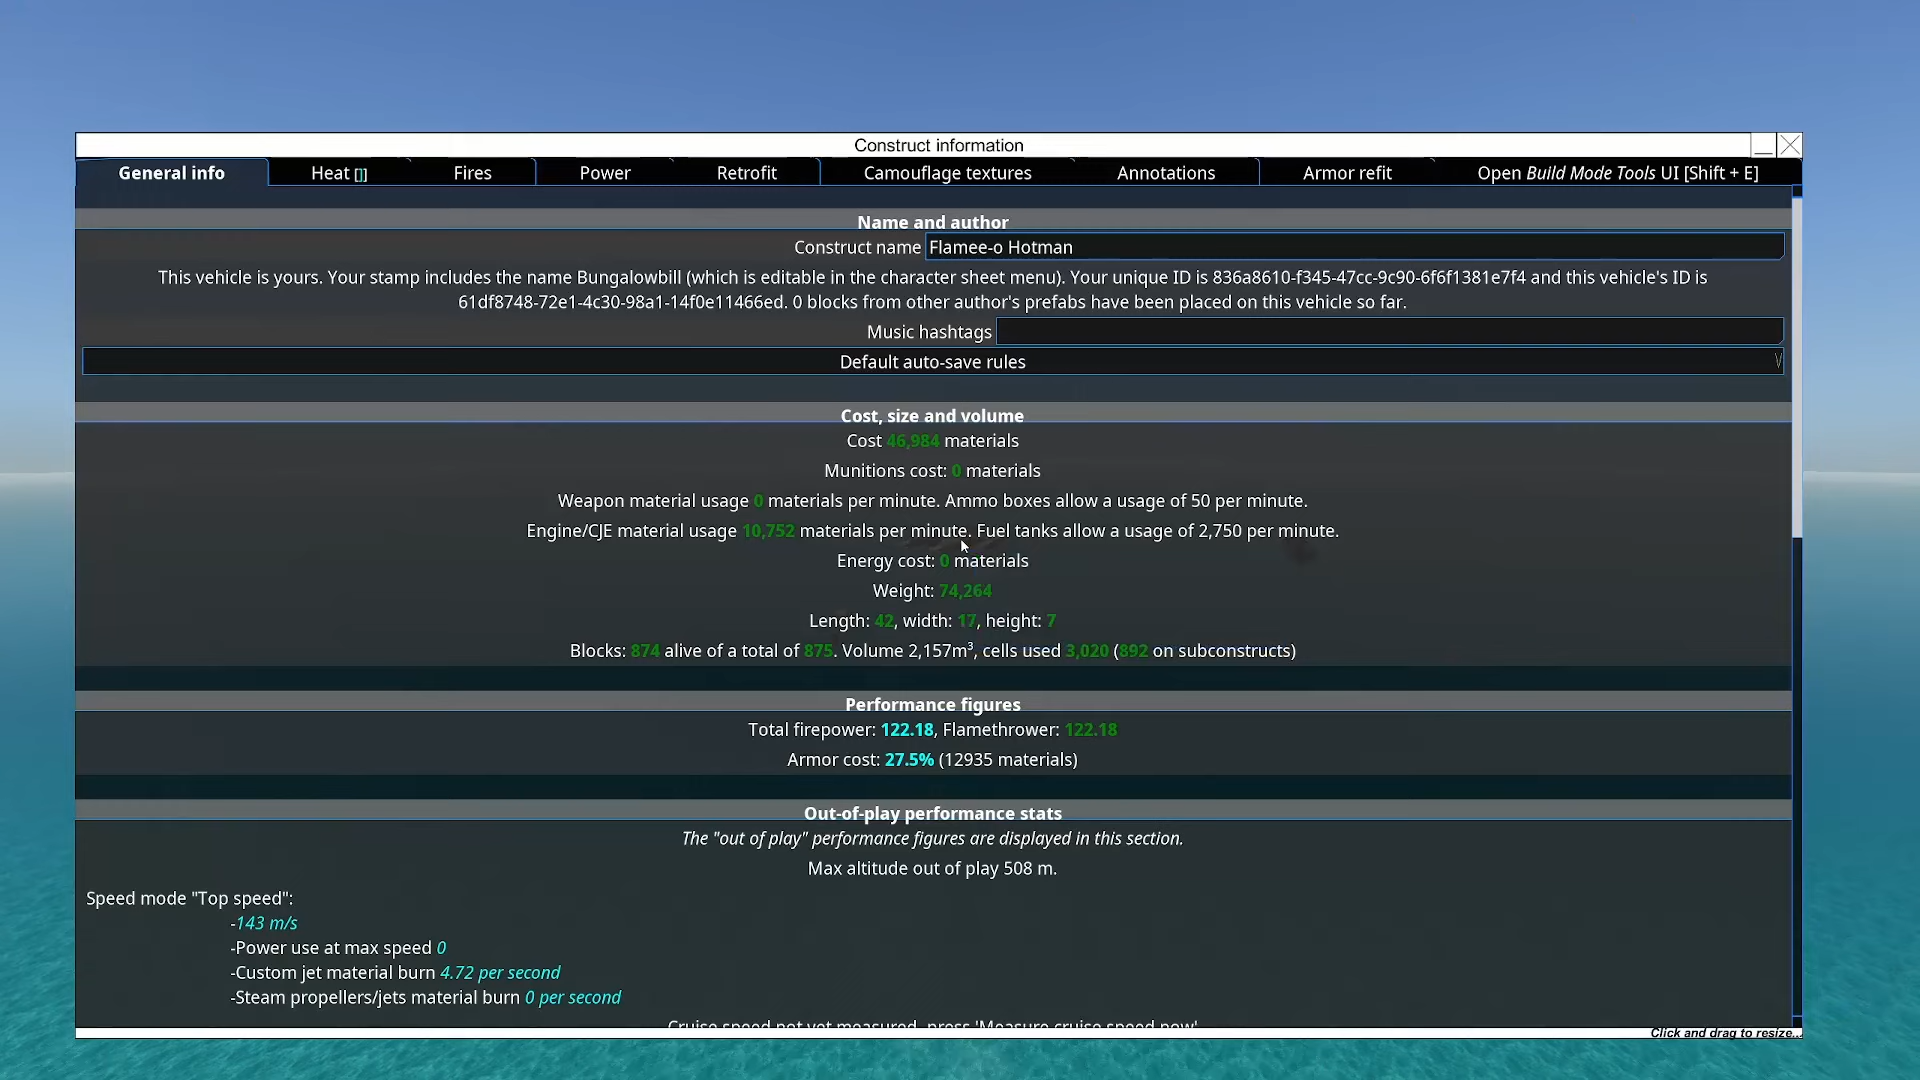 Construct information
General info
Heat []
Fires
Power
Retrofit
Camouflage textures
Annotations
Armor refit
Open Build Mode Tools UI [Shift + E]
Name and author
Construct name Flamee-o Hotman
This vehicle is yours. Your stamp includes the name Bungalowbill (which is editable in the character sheet menu). Your unique ID is 836a8610-f345-47cc-9c90-6f6f1381e7f4 and this vehicle's ID is
61df8748-72e1-4c30-98a1-14f0e11466ed. 0 blocks from other author's prefabs have been placed on this vehicle so far.
Music hashtags
Default auto-save rules
Cost, size and volume
Cost 46,984 materials
Munitions cost: 0 materials
Weapon material usage 0 materials per minute. Ammo boxes allow a usage of 50 per minute.
Engine/CJE material usage 10,752 materials per minute. Fuel tanks allow a usage of 2,750 per minute.
Energy cost: 0 materials
Weight: 74,264
Length: 42, width: 17, height: 7
Blocks: 874 alive of a total of 875. Volume 2,157m³, cells used 3,020 (892 on subconstructs)
Performance figures
Total firepower: 122.18, Flamethrower: 122.18
Armor cost: 27.5% (12935 materials)
Out-of-play performance stats
The "out of play" performance figures are displayed in this section.
Max altitude out of play 508 m.
Speed mode "Top speed":
-143 m/s
-Power use at max speed 0
-Custom jet material burn 4.72 per second
-Steam propellers/jets material burn 0 per second
Cruise speed not yet measured, press 'Measure cruise speed now'
Click and drag to resize...